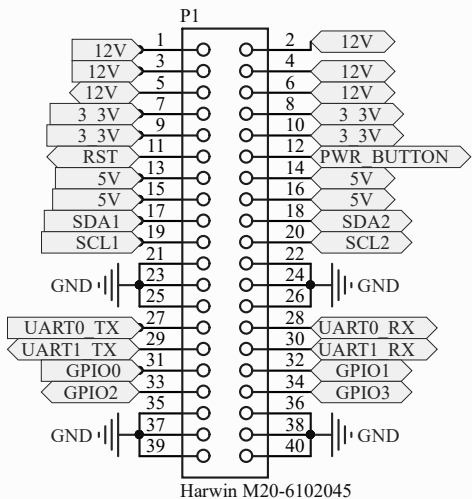 P1
12V 1 2 12V
12V 3 4 12V
12V 5 6 12V
3 3V 7 8 3 3V
3 3V 9 10 3 3V
RST 11 12 PWR_BUTTON
5V 13 14 5V
5V 15 16 5V
SDA1 17 18 SDA2
SCL1 19 20 SCL2
21 22
GND 23 24 GND
25 26
UART0_TX 27 28 UART0_RX
UART1_TX 29 30 UART1_RX
GPIO0 31 32 GPIO1
GPIO2 33 34 GPIO3
35 36
GND 37 38 GND
39 40
Harwin M20-6102045